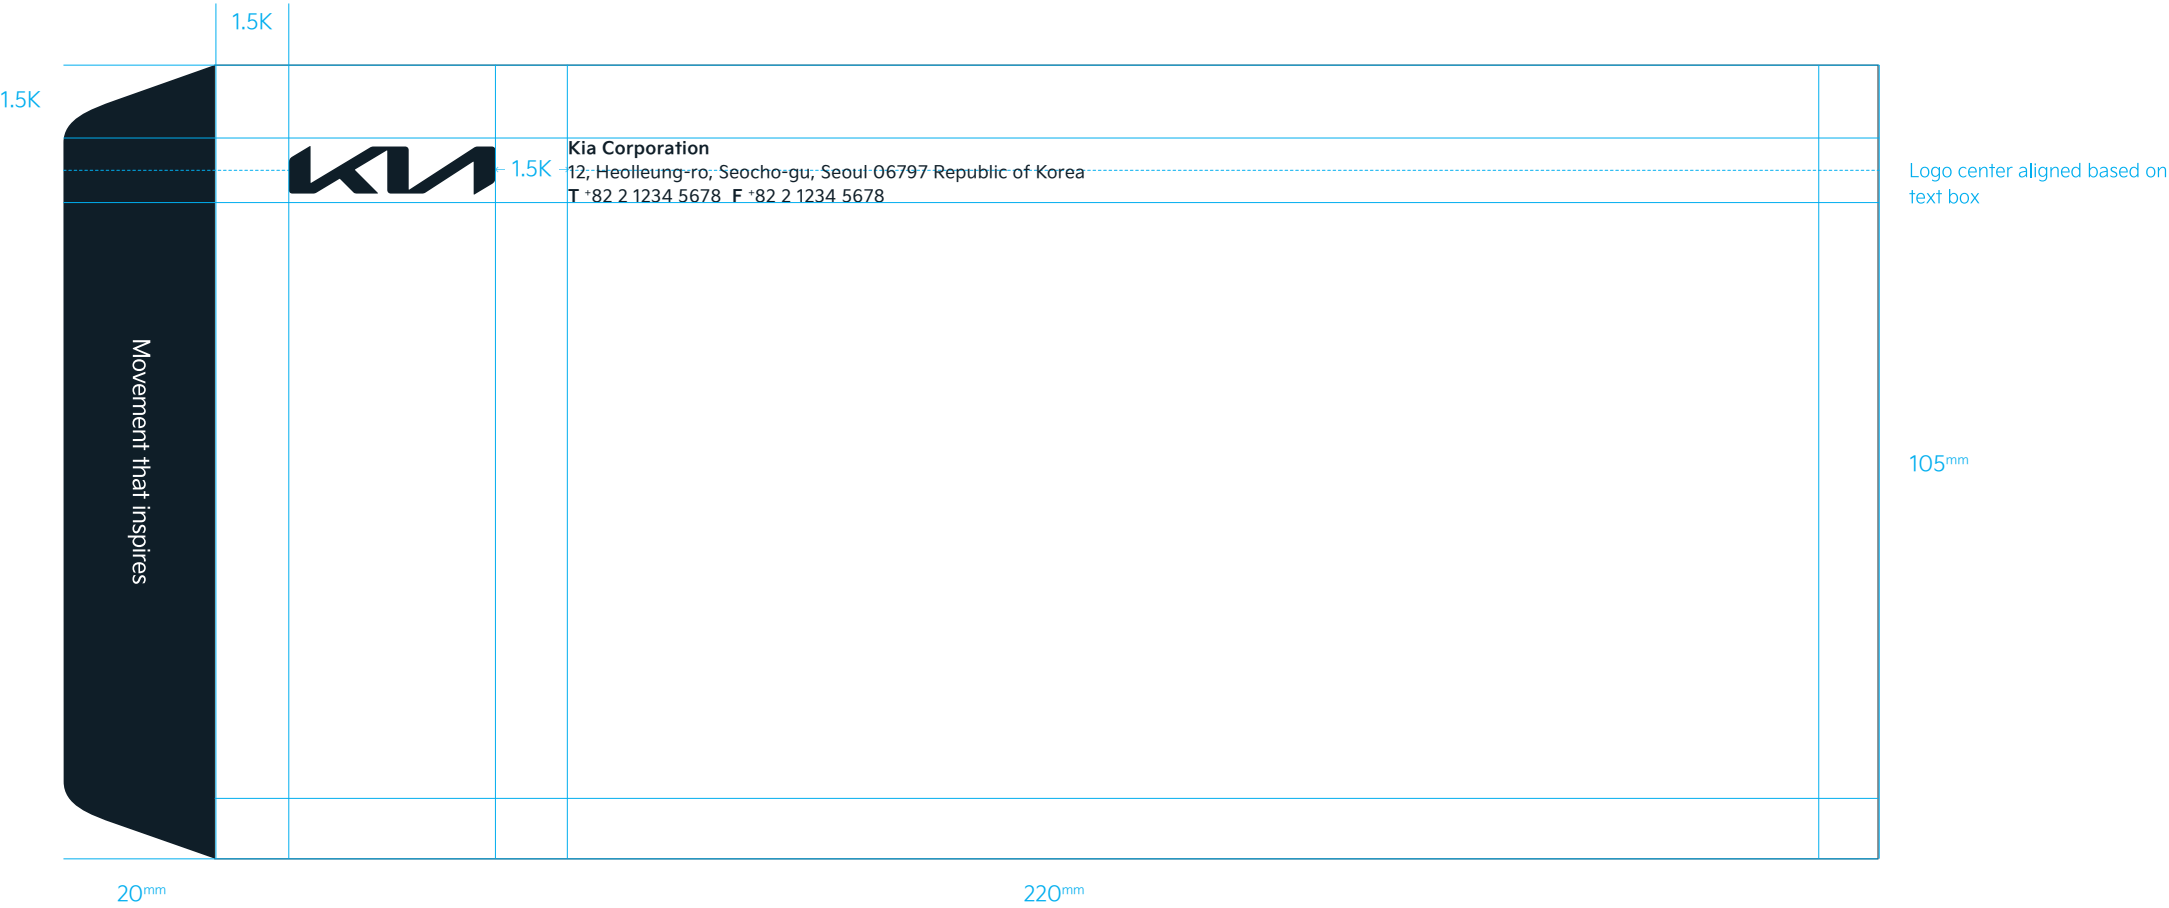 1.5K
1.5K
KIA
Kia Corporation
1.5K
12, Heolleung-ro, Seocho-gu, Seoul 06797 Republic of Korea
T +82 2 1234 5678 F +82 2 1234 5678
Logo center aligned based on
text box
Movement that inspires
105mm
20mm
220mm